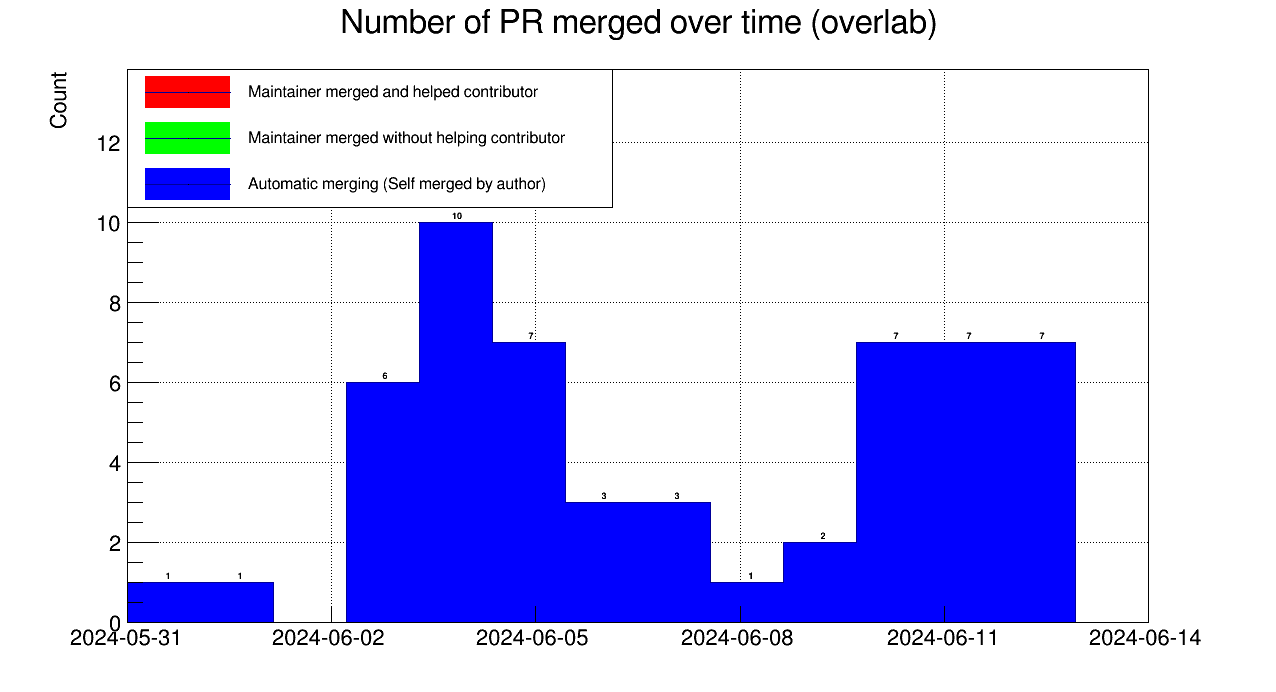 Number of PR merged over time (overlab)
Count
Maintainer merged and helped contributor
Maintainer merged without helping contributor
Automatic merging (Self merged by author)
12
10
8
6
4
2
0
1 1 6 10 7 3 3 1 2 7 7 7
2024-05-31 2024-06-02 2024-06-05 2024-06-08 2024-06-11 2024-06-14